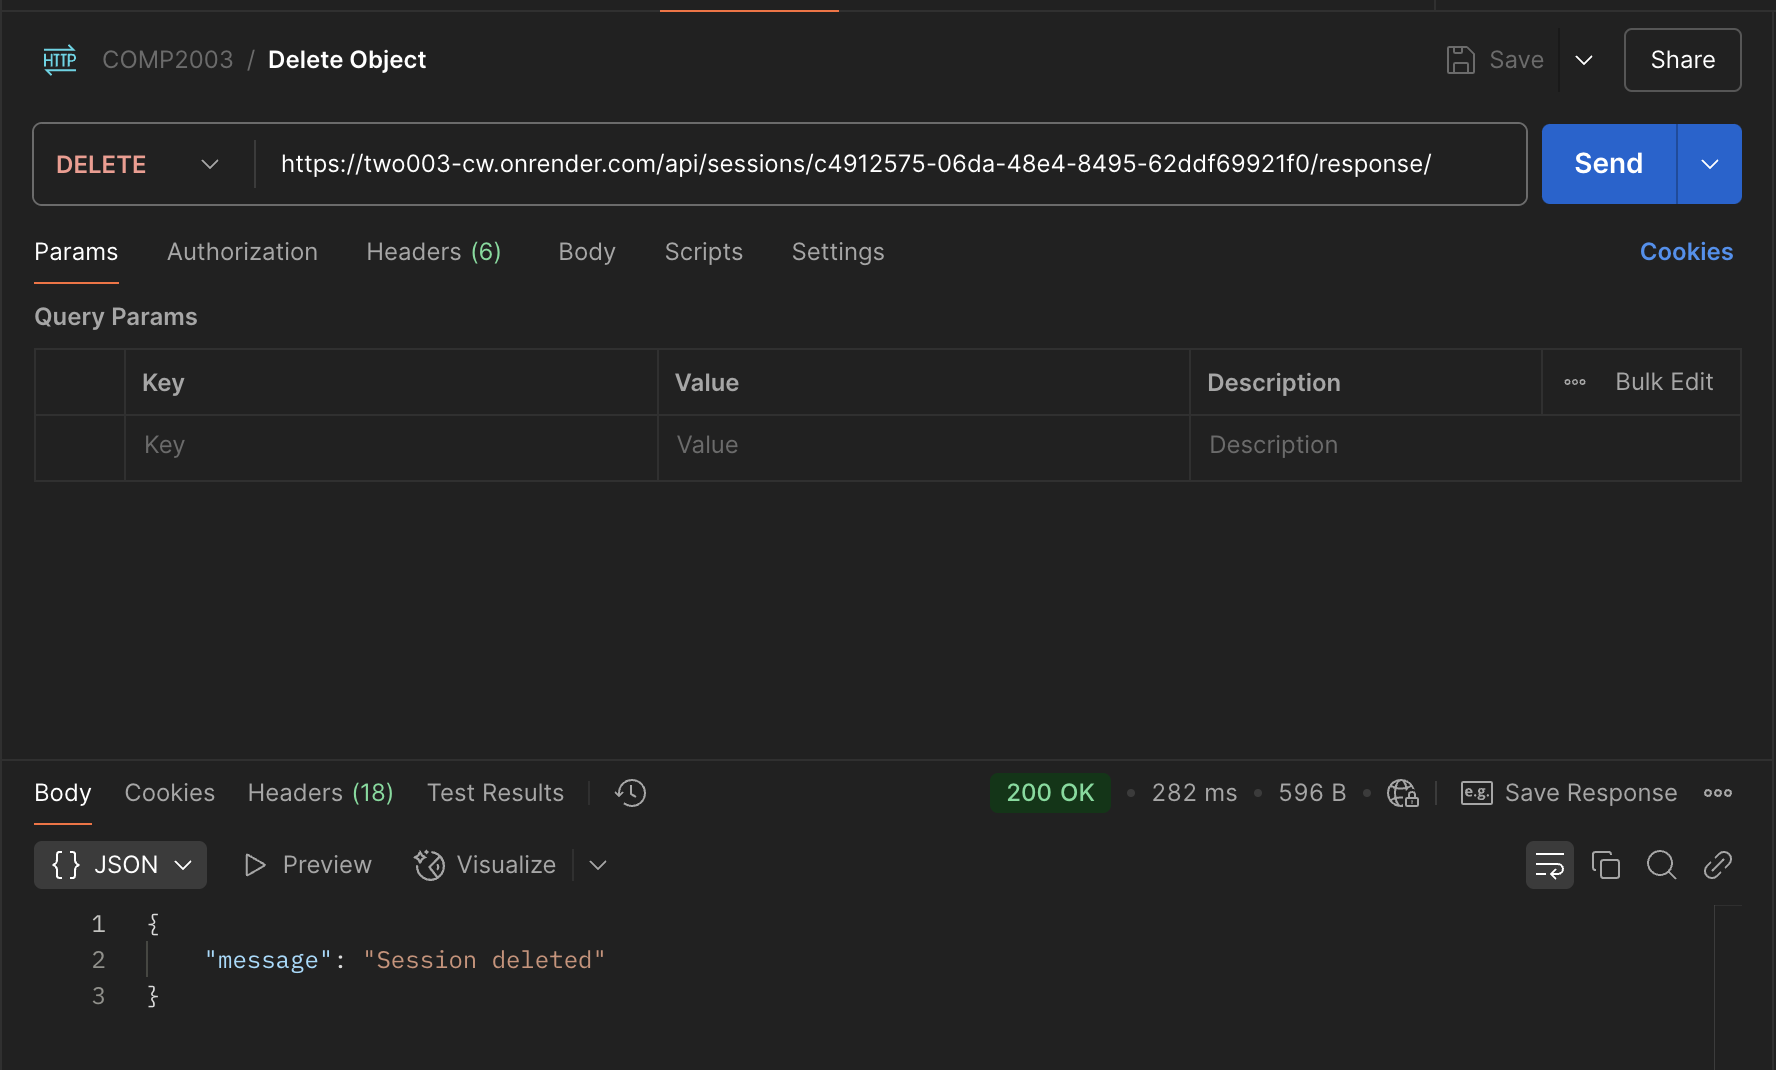 HTTP COMP2003 / Delete Object Save Share
DELETE https://two003-cw.onrender.com/api/sessions/c4912575-06da-48e4-8495-62ddf69921f0/response/ Send
Params Authorization Headers (6) Body Scripts Settings Cookies
Query Params
Key Value Description Bulk Edit
Key Value Description
Body Cookies Headers (18) Test Results 200 OK • 282 ms • 596 B • e.g. Save Response
{} JSON Preview Visualize
1 {
2 "message": "Session deleted"
3 }